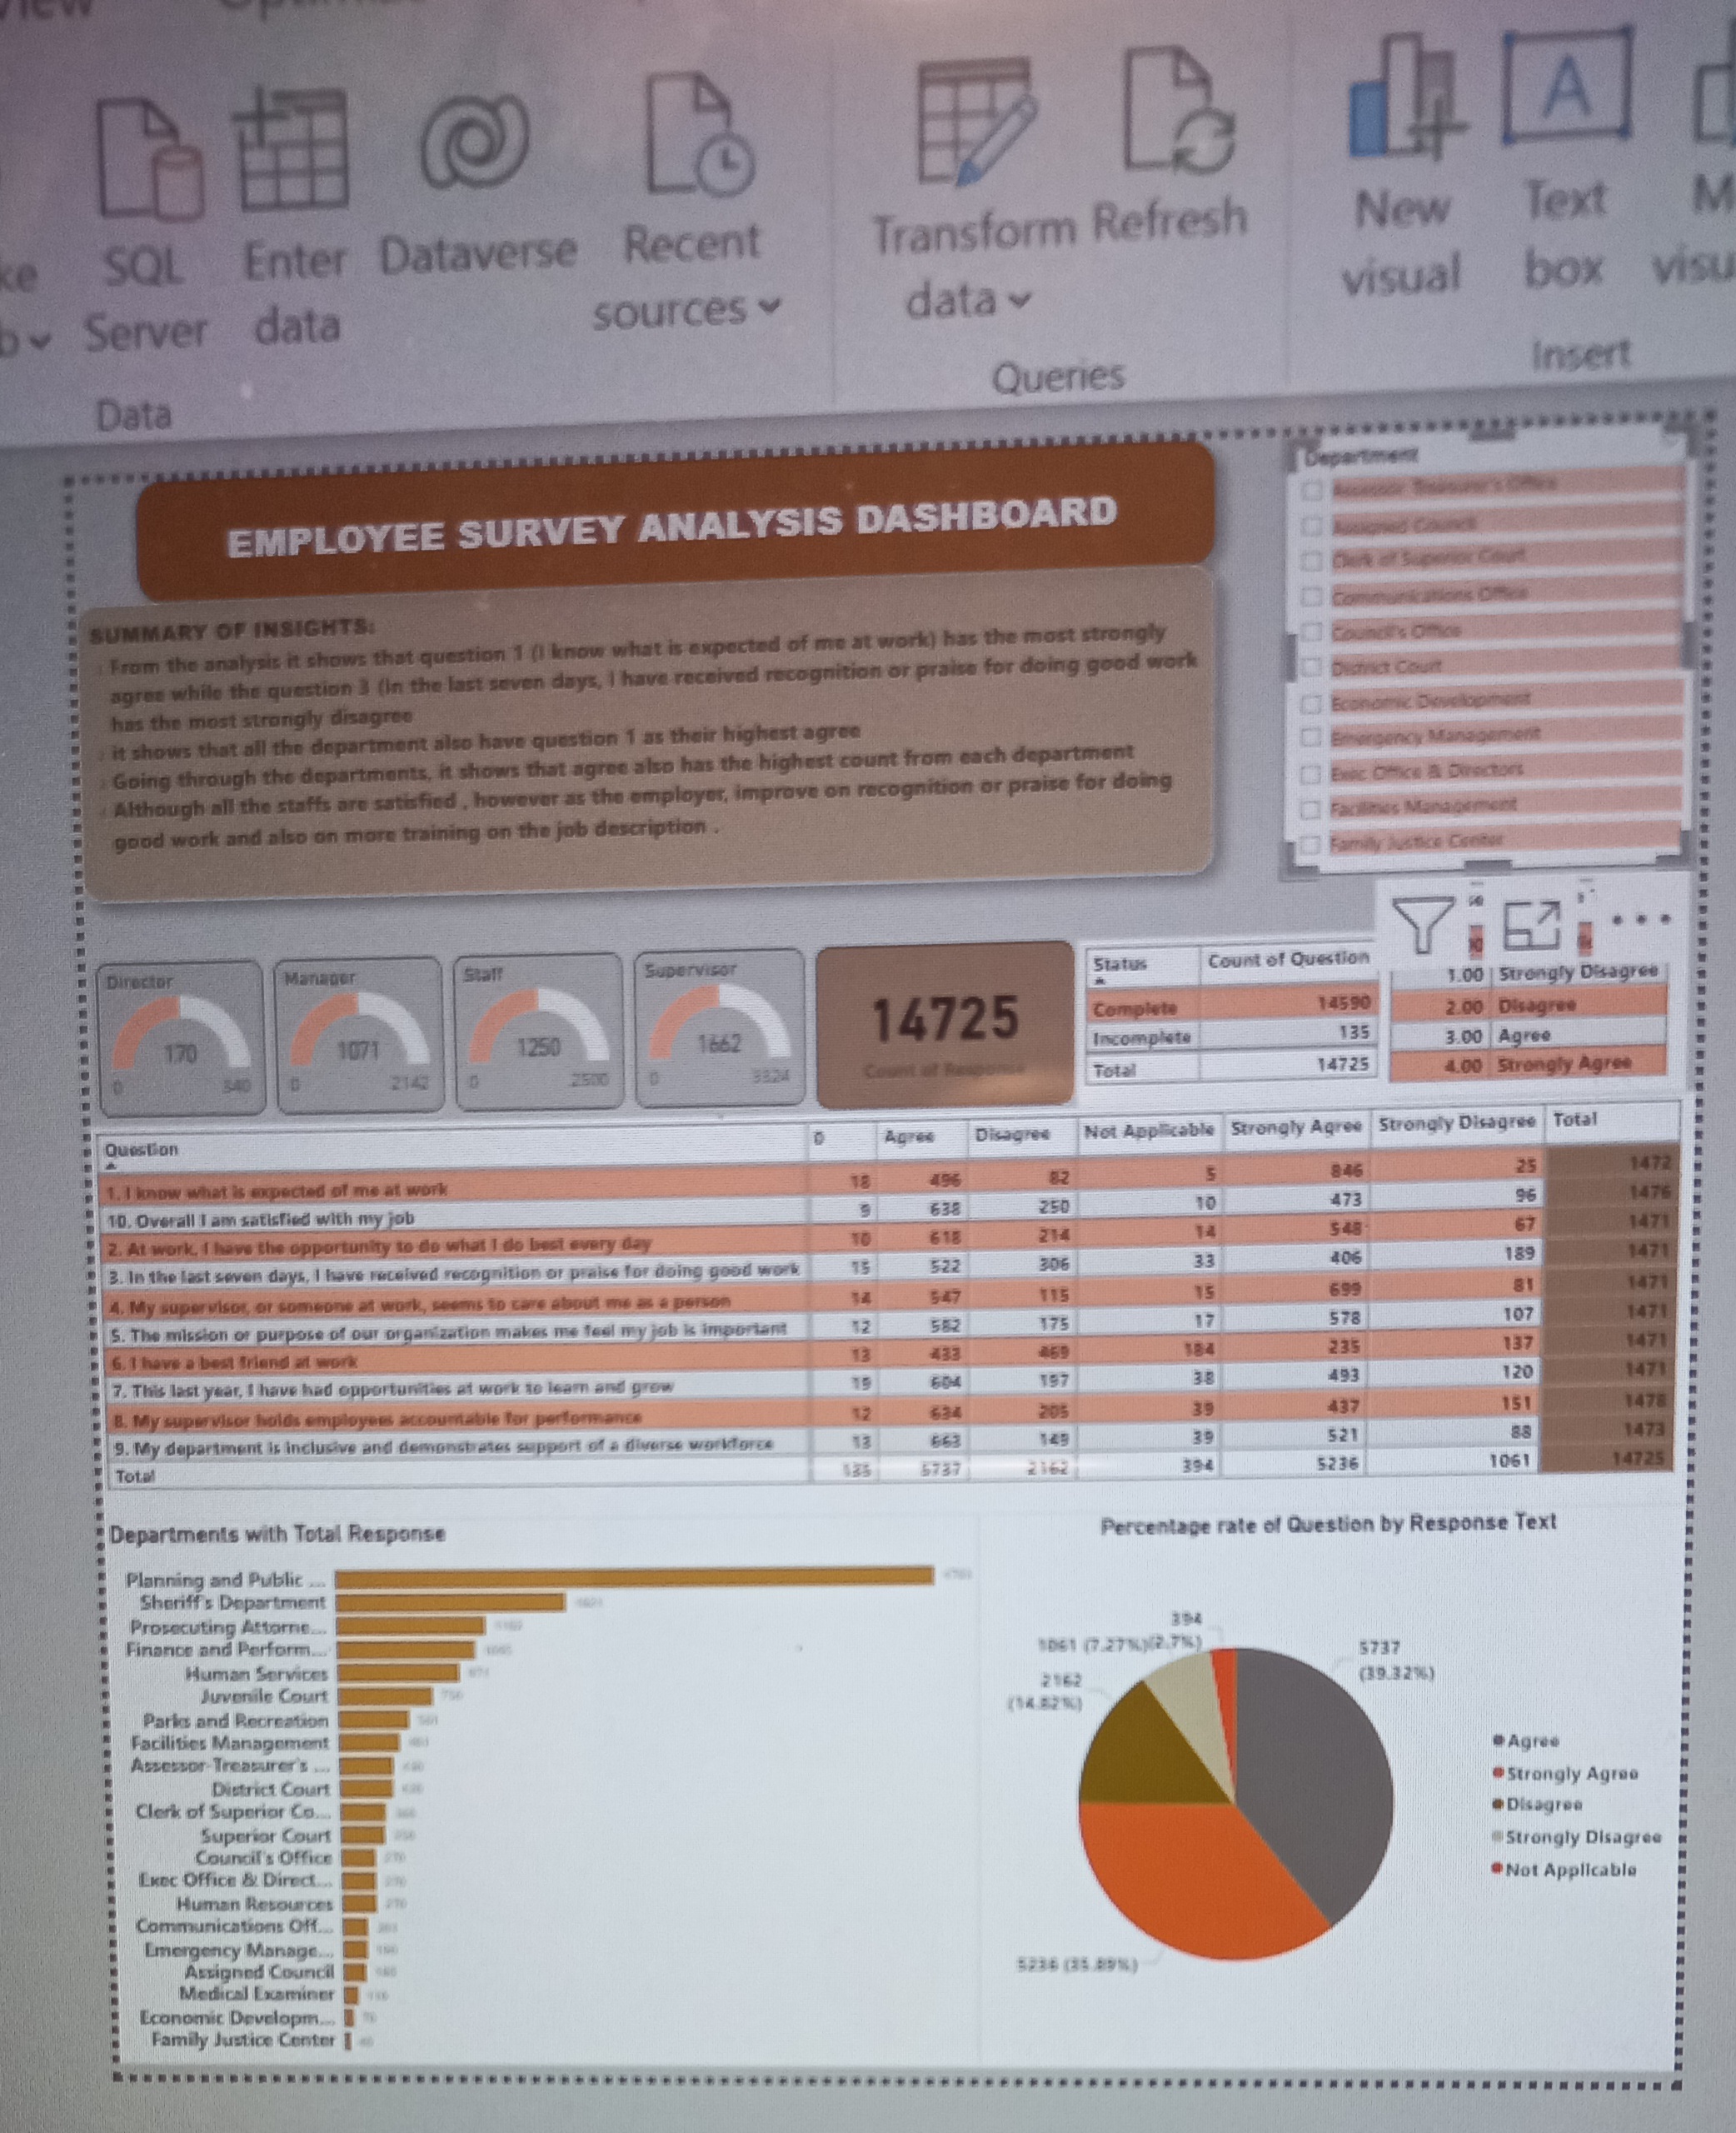 SQL Server
Enter data
Dataverse
Recent sources
Transform data
Refresh
New visual
Text box
Data
Queries
Insert
EMPLOYEE SURVEY ANALYSIS DASHBOARD
SUMMARY OF INSIGHTS:
From the analysis it shows that question 1 (I know what is expected of me at work) has the most strongly
agree while the question 3 (In the last seven days, I have received recognition or praise for doing good work
has the most strongly disagree
it shows that all the department also have question 1 as their highest agree
Going through the departments, it shows that agree also has the highest count from each department
Although all the staffs are satisfied , however as the employer, improve on recognition or praise for doing
good work and also on more training on the job description .
Department
Assessor-Treasurer's Office
Assigned Council
Clerk of Superior Court
Communications Office
Council's Office
District Court
Economic Development
Emergency Management
Exec Office & Directors
Facilities Management
Family Justice Center
Director
170
0 340
Manager
1071
0 2142
Staff
1250
0 2500
Supervisor
1662
0 3324
14725
Count of Response
Status Count of Question
Complete 14590
Incomplete 135
Total 14725
1.00 Strongly Disagree
2.00 Disagree
3.00 Agree
4.00 Strongly Agree
Question 0 Agree Disagree Not Applicable Strongly Agree Strongly Disagree Total
1. I know what is expected of me at work 18 496 82 5 846 25 1472
10. Overall I am satisfied with my job 9 638 250 10 473 96 1476
2. At work, I have the opportunity to do what I do best every day 10 618 214 14 548 67 1471
3. In the last seven days, I have received recognition or praise for doing good work 15 522 306 33 406 189 1471
4. My supervisor, or someone at work, seems to care about me as a person 14 547 115 15 699 81 1471
5. The mission or purpose of our organization makes me feel my job is important 12 582 175 17 578 107 1471
6. I have a best friend at work 13 433 469 184 235 137 1471
7. This last year, I have had opportunities at work to learn and grow 19 604 197 38 493 120 1471
8. My supervisor holds employees accountable for performance 12 634 205 39 437 151 1478
9. My department is inclusive and demonstrates support of a diverse workforce 13 663 149 39 521 88 1473
Total 135 5737 2162 394 5236 1061 14725
Departments with Total Response
Planning and Public ...
Sheriff's Department
Prosecuting Attorne...
Finance and Perform...
Human Services
Juvenile Court
Parks and Recreation
Facilities Management
Assessor-Treasurer's ...
District Court
Clerk of Superior Co...
Superior Court
Council's Office
Exec Office & Direct...
Human Resources
Communications Off...
Emergency Manage...
Assigned Council
Medical Examiner
Economic Developm...
Family Justice Center
Percentage rate of Question by Response Text
394 (2.7%)
1061 (7.27%)
2162 (14.82%)
5737 (39.32%)
5236 (35.89%)
Agree
Strongly Agree
Disagree
Strongly Disagree
Not Applicable